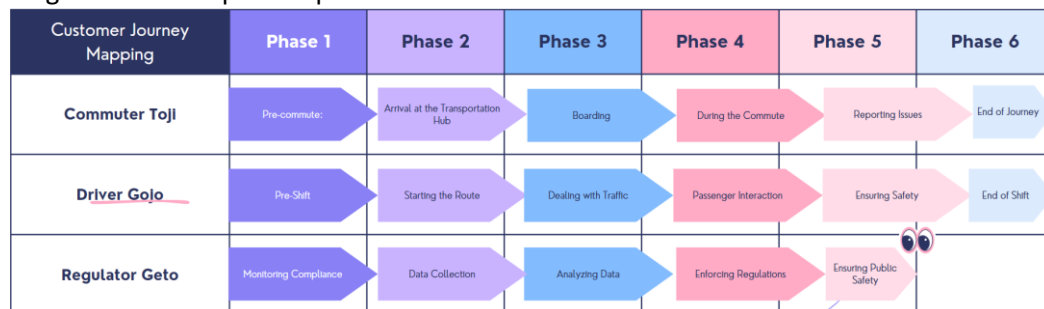 Customer Journey
Mapping
Phase 1
Phase 2
Phase 3
Phase 4
Phase 5
Phase 6
Commuter Toji
Pre-commute:
Arrival at the Transportation
Hub
Boarding
During the Commute
Reporting Issues
End of Journey
Driver Gojo
Pre-Shift
Starting the Route
Dealing with Traffic
Passenger Interaction
Ensuring Safety
End of Shift
Regulator Geto
Monitoring Compliance
Data Collection
Analyzing Data
Enforcing Regulations
Ensuring Public
Safety